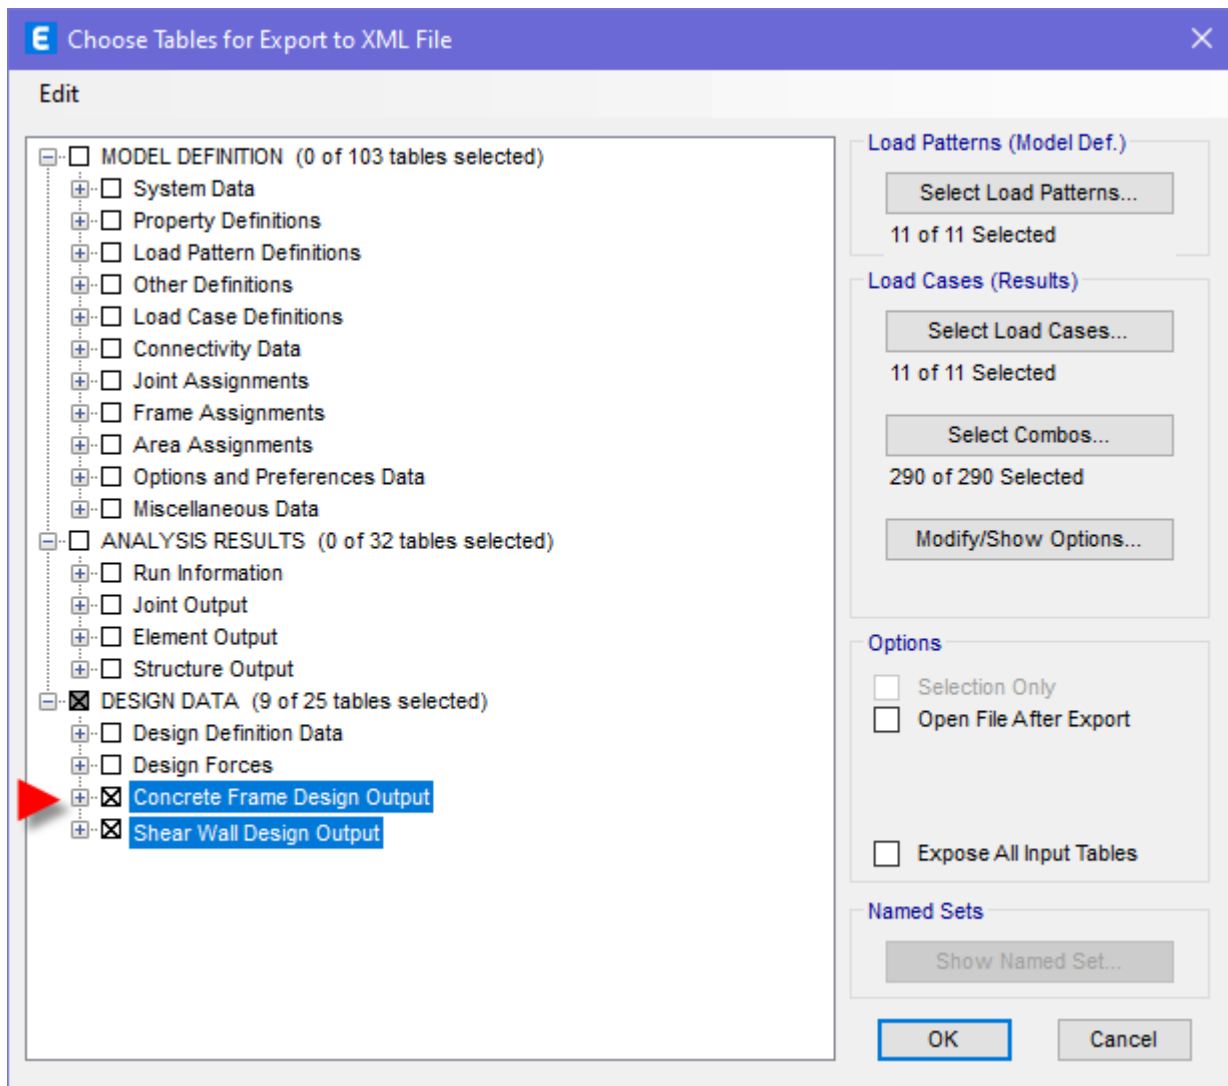 E Choose Tables for Export to XML File
Edit
MODEL DEFINITION (0 of 103 tables selected)
System Data
Property Definitions
Load Pattern Definitions
Other Definitions
Load Case Definitions
Connectivity Data
Joint Assignments
Frame Assignments
Area Assignments
Options and Preferences Data
Miscellaneous Data
ANALYSIS RESULTS (0 of 32 tables selected)
Run Information
Joint Output
Element Output
Structure Output
DESIGN DATA (9 of 25 tables selected)
Design Definition Data
Design Forces
Concrete Frame Design Output
Shear Wall Design Output
Load Patterns (Model Def.)
Select Load Patterns...
11 of 11 Selected
Load Cases (Results)
Select Load Cases...
11 of 11 Selected
Select Combos...
290 of 290 Selected
Modify/Show Options...
Options
Selection Only
Open File After Export
Expose All Input Tables
Named Sets
Show Named Set...
OK Cancel